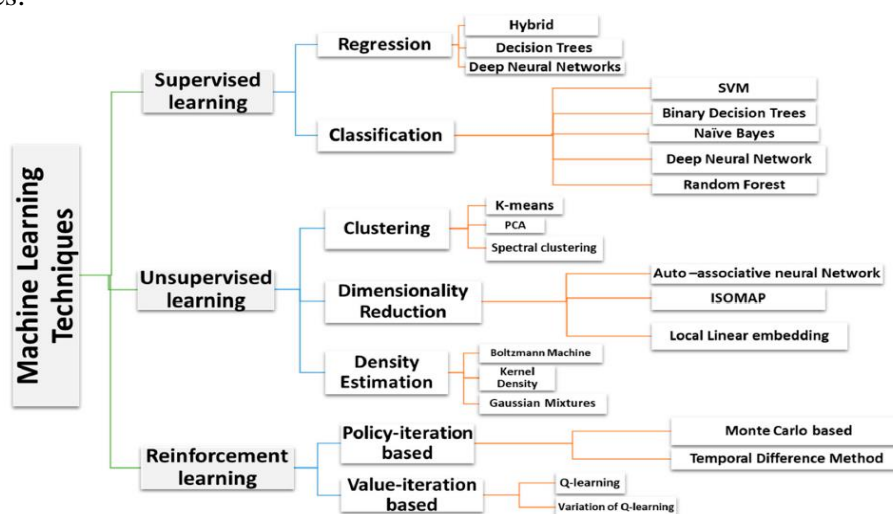 es:
Machine Learning
Techniques
Supervised
learning
Regression
Hybrid
Decision Trees
Deep Neural Networks
Classification
SVM
Binary Decision Trees
Naïve Bayes
Deep Neural Network
Random Forest
Unsupervised
learning
Clustering
K-means
PCA
Spectral clustering
Dimensionality
Reduction
Auto –associative neural Network
ISOMAP
Local Linear embedding
Density
Estimation
Boltzmann Machine
Kernel
Density
Gaussian Mixtures
Reinforcement
learning
Policy-iteration
based
Monte Carlo based
Temporal Difference Method
Value-iteration
based
Q-learning
Variation of Q-learning